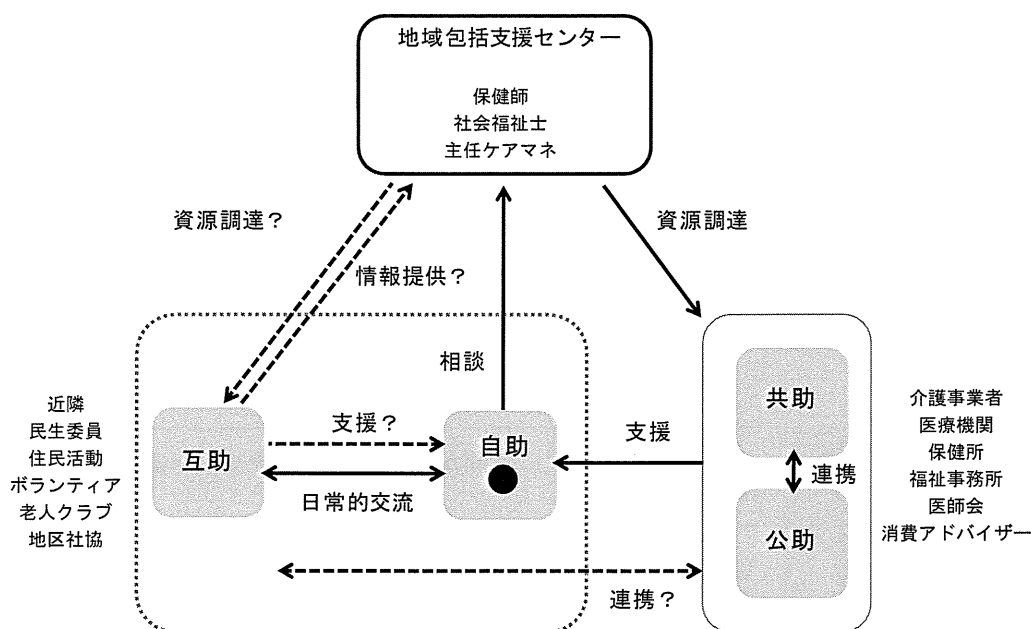 地域包括支援センター
保健師
社会福祉士
主任ケアマネ
資源調達？
情報提供？
資源調達
相談
近隣
民生委員
住民活動
ボランティア
老人クラブ
地区社協
互助
支援？
日常的交流
自助
支援
共助
連携
公助
介護事業者
医療機関
保健所
福祉事務所
医師会
消費アドバイザー
連携？